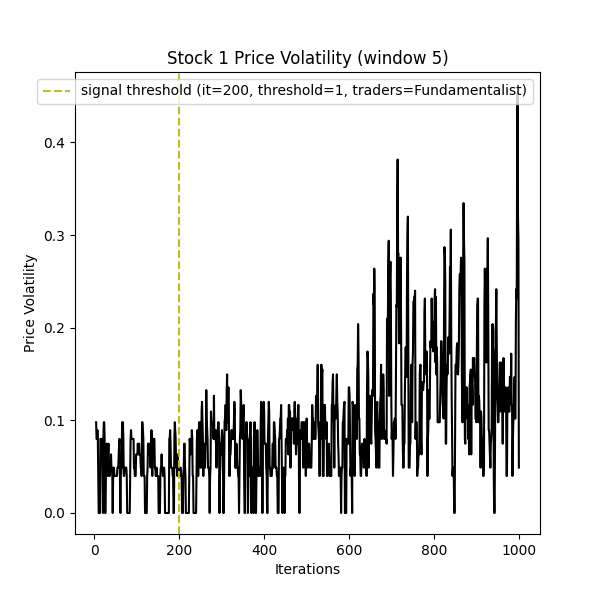 Stock 1 Price Volatility (window 5)
signal threshold (it=200, threshold=1, traders=Fundamentalist)
Price Volatility
0.4
0.3
0.2
0.1
0.0
0 200 400 600 800 1000
Iterations